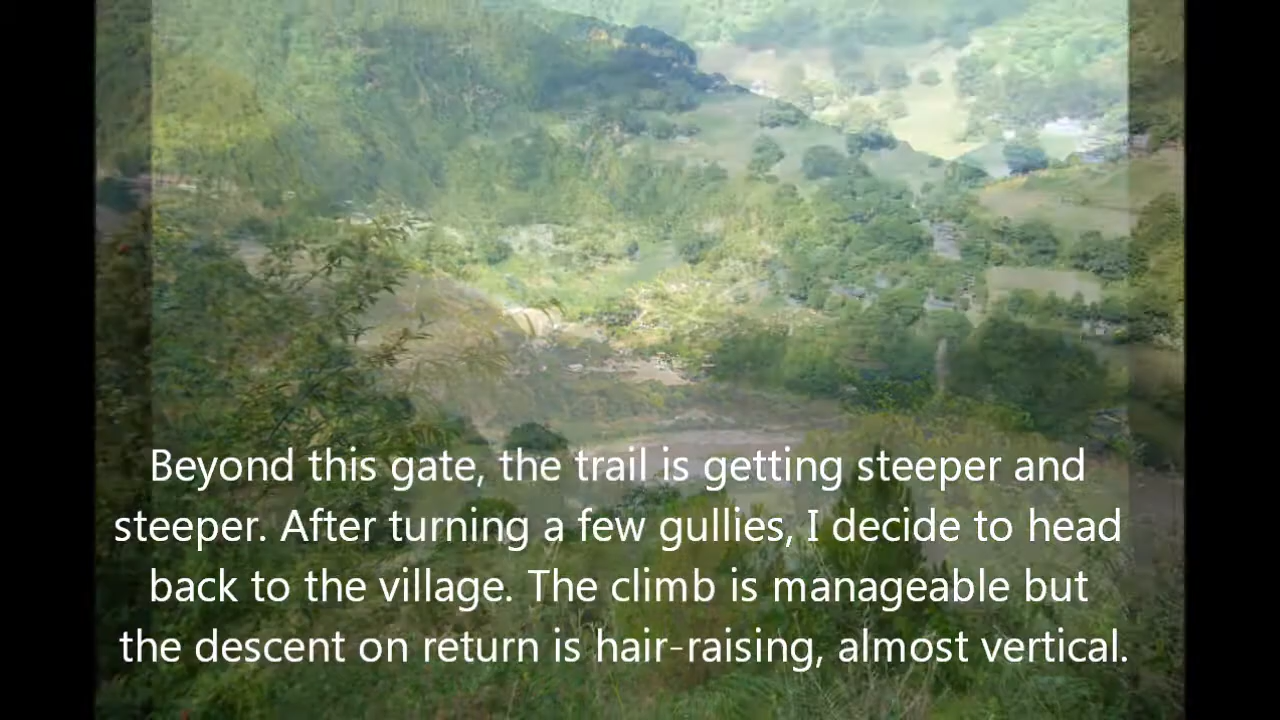 Beyond this gate, the trail is getting steeper and
steeper. After turning a few gullies, I decide to head
back to the village. The climb is manageable but
the descent on return is hair-raising, almost vertical.